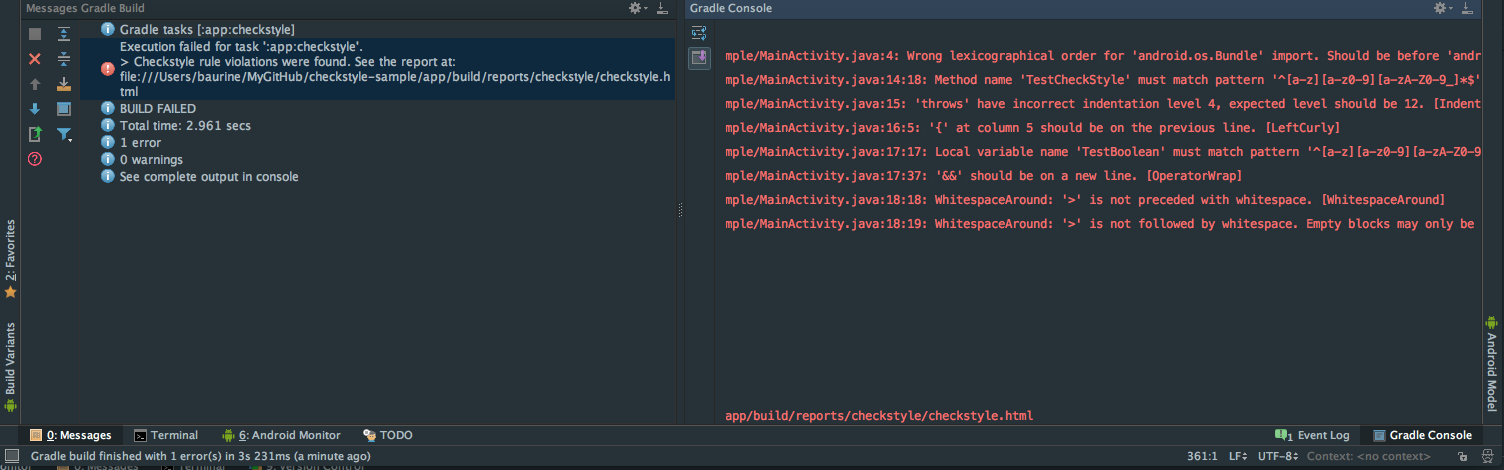 Messages Gradle Build
Gradle tasks [:app:checkstyle]
Execution failed for task ':app:checkstyle'.
> Checkstyle rule violations were found. See the report at:
file:///Users/baurine/MyGitHub/checkstyle-sample/app/build/reports/checkstyle/checkstyle.h
tml
BUILD FAILED
Total time: 2.961 secs
1 error
0 warnings
See complete output in console
Gradle Console
mple/MainActivity.java:4: Wrong lexicographical order for 'android.os.Bundle' import. Should be before 'andr
mple/MainActivity.java:14:18: Method name 'TestCheckStyle' must match pattern '^[a-z][a-z0-9][a-zA-Z0-9_]*$'
mple/MainActivity.java:15: 'throws' have incorrect indentation level 4, expected level should be 12. [Indent
mple/MainActivity.java:16:5: '{' at column 5 should be on the previous line. [LeftCurly]
mple/MainActivity.java:17:17: Local variable name 'TestBoolean' must match pattern '^[a-z][a-z0-9][a-zA-Z0-9
mple/MainActivity.java:17:37: '&&' should be on a new line. [OperatorWrap]
mple/MainActivity.java:18:18: WhitespaceAround: '>' is not preceded with whitespace. [WhitespaceAround]
mple/MainActivity.java:18:19: WhitespaceAround: '>' is not followed by whitespace. Empty blocks may only be
app/build/reports/checkstyle/checkstyle.html
2: Favorites
Build Variants
Android Model
0: Messages
Terminal
6: Android Monitor
TODO
1 Event Log
Gradle Console
Gradle build finished with 1 error(s) in 3s 231ms (a minute ago)
361:1 LF UTF-8 Context: <no context>